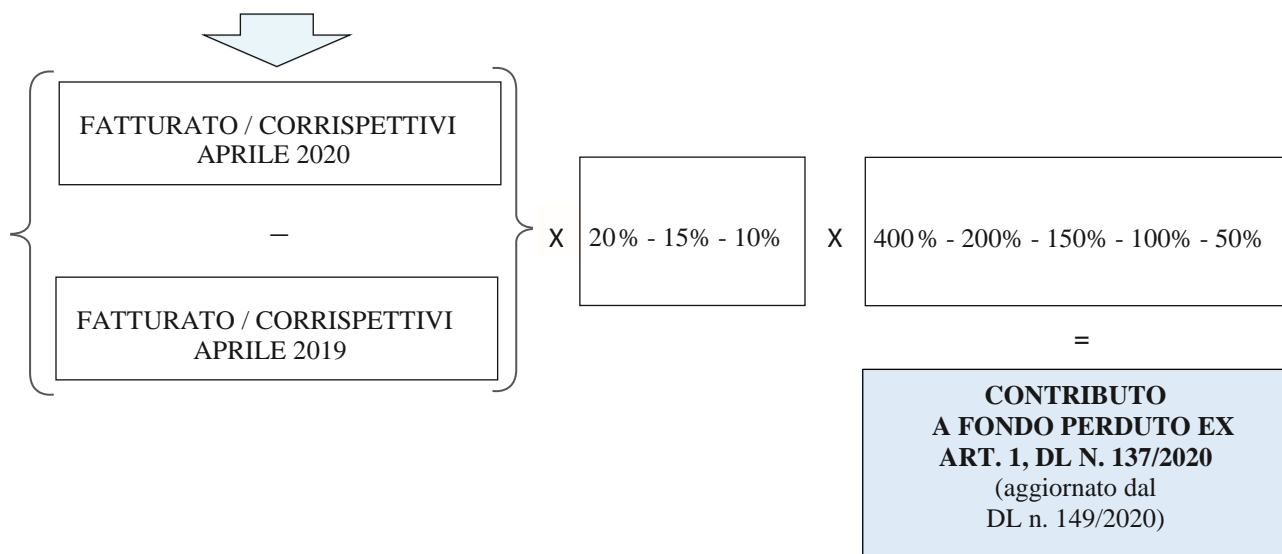 FATTURATO / CORRISPETTIVI
APRILE 2020
–
FATTURATO / CORRISPETTIVI
APRILE 2019
X
20% - 15% - 10%
X
400% - 200% - 150% - 100% - 50%
=
CONTRIBUTO
A FONDO PERDUTO EX
ART. 1, DL N. 137/2020
(aggiornato dal
DL n. 149/2020)